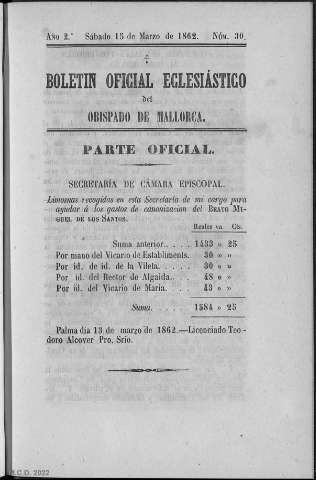 Año 2.° Sábado 15 de Marzo de 1862. Núm. 30.
BOLETIN OFICIAL ECLESIÁSTICO
del
OBISPADO DE MALLORCA.
PARTE OFICIAL.
SECRETARÍA DE CÁMARA EPISCOPAL.
Limosnas recogidas en esta Secretaría de mi cargo para
ayudar á los gastos de canonizacion del BEATO MI-
GUEL DE LOS SANTOS.
Reales vn. Cts.
Suma anterior. . . . 1433 » 25
Por mano del Vicario de Establiments. 30 » »
Por id. de id. de la Vileta. . . . 30 » »
Por id. del Rector de Algaida. . . 48 » »
Por id. del Vicario de María. . . . 43 » »
Suma. . . . . 1584 » 25
Palma dia 13 de marzo de 1862.—Licenciado Teo-
doro Alcover Pro. Srio.
E.C.D. 2022